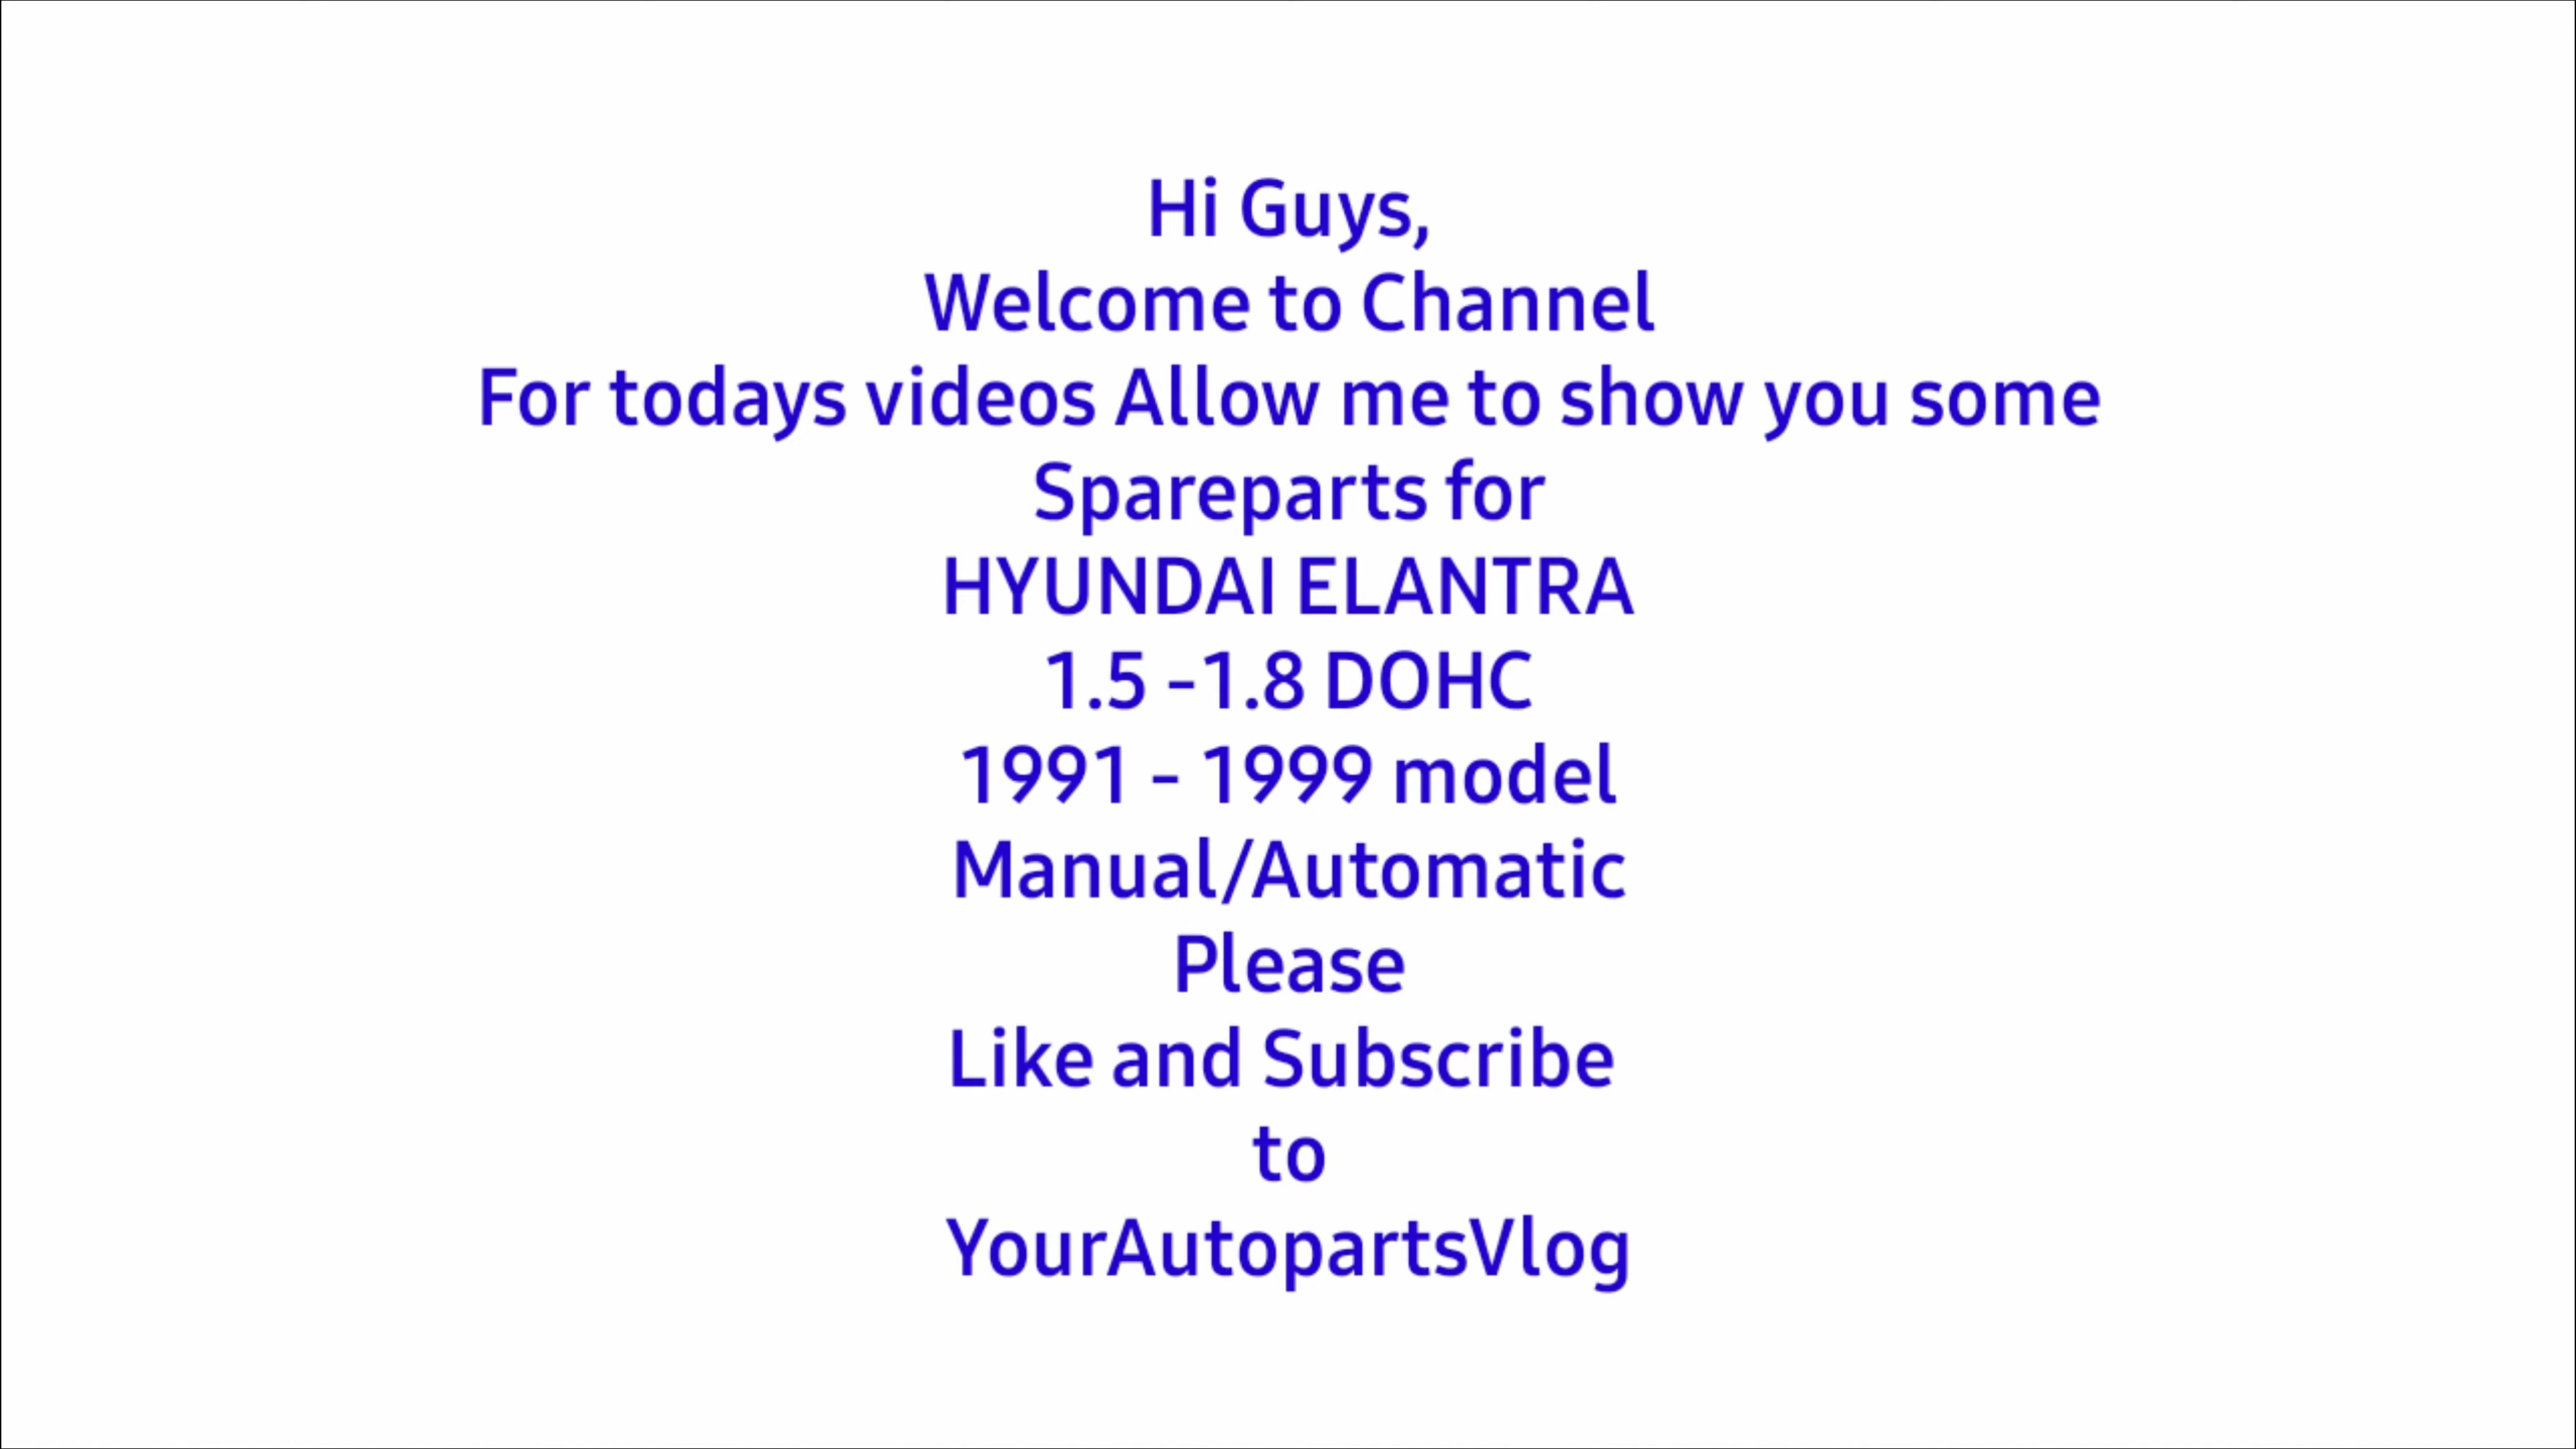 Hi Guys,
Welcome to Channel
For todays videos Allow me to show you some
Spareparts for
HYUNDAI ELANTRA
1.5 -1.8 DOHC
1991 - 1999 model
Manual/Automatic
Please
Like and Subscribe
to
YourAutopartsVlog